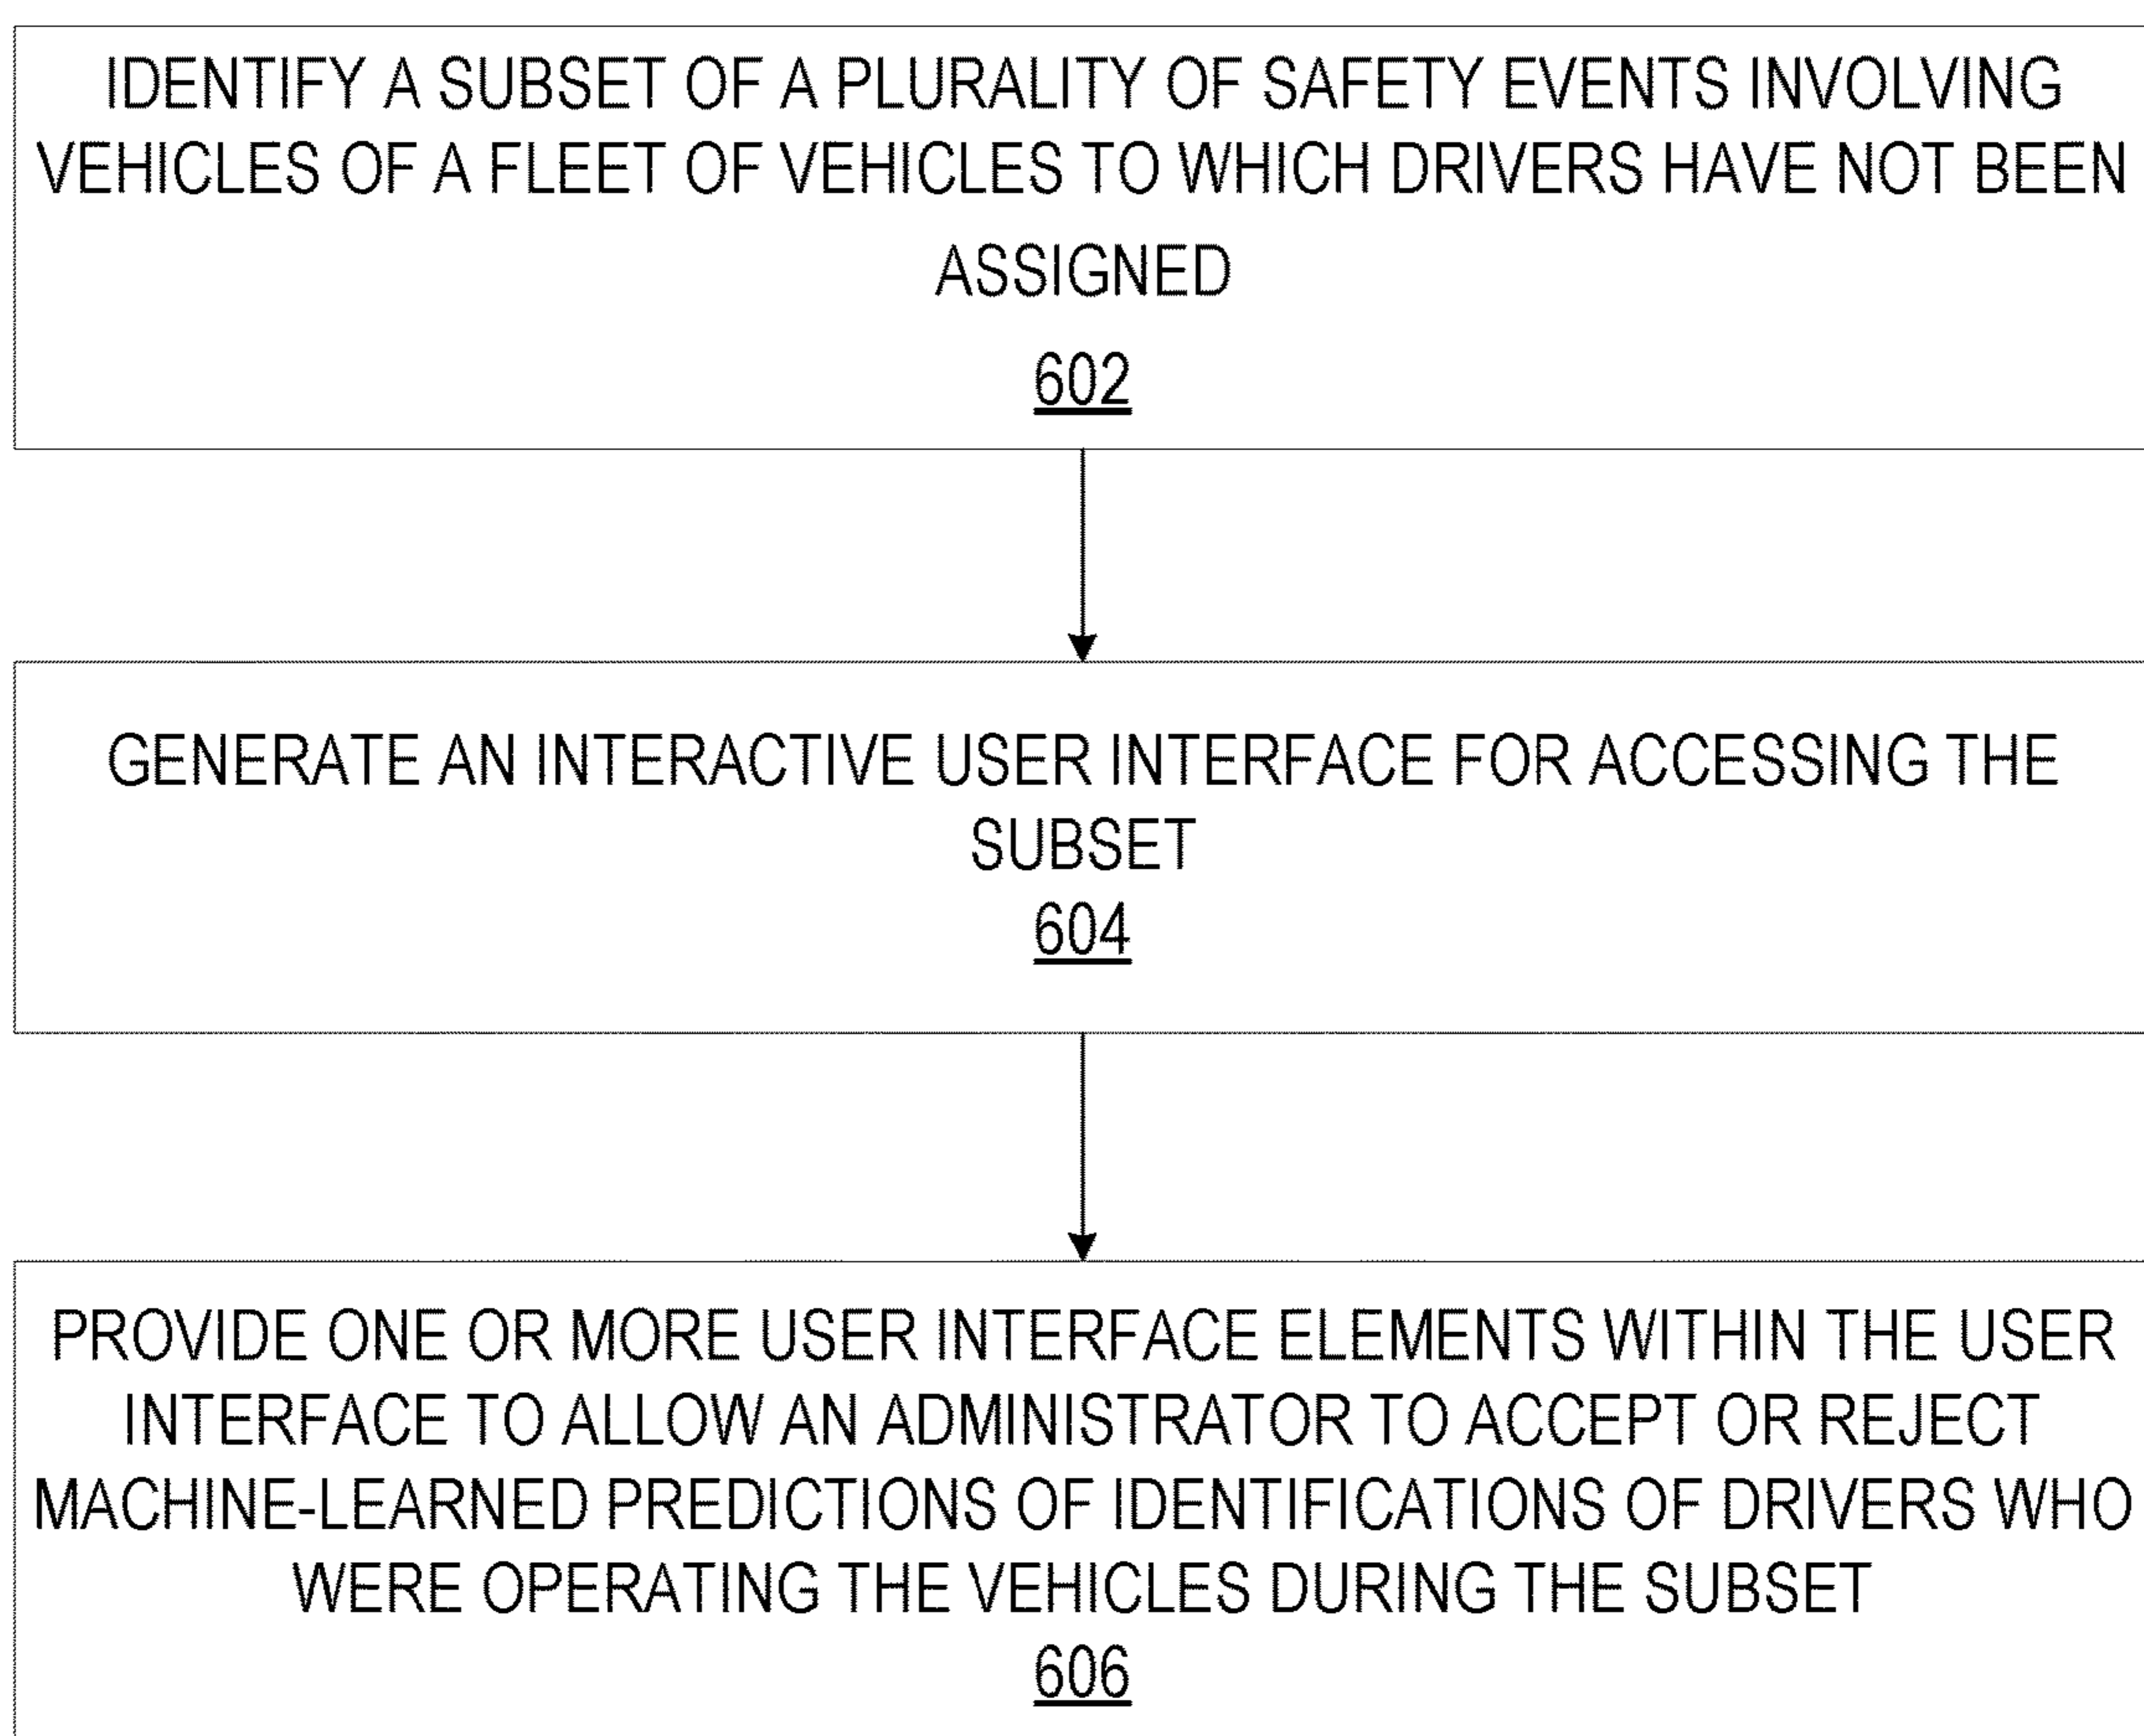 IDENTIFY A SUBSET OF A PLURALITY OF SAFETY EVENTS INVOLVING
VEHICLES OF A FLEET OF VEHICLES TO WHICH DRIVERS HAVE NOT BEEN
ASSIGNED
602
GENERATE AN INTERACTIVE USER INTERFACE FOR ACCESSING THE
SUBSET
604
PROVIDE ONE OR MORE USER INTERFACE ELEMENTS WITHIN THE USER
INTERFACE TO ALLOW AN ADMINISTRATOR TO ACCEPT OR REJECT
MACHINE-LEARNED PREDICTIONS OF IDENTIFICATIONS OF DRIVERS WHO
WERE OPERATING THE VEHICLES DURING THE SUBSET
606